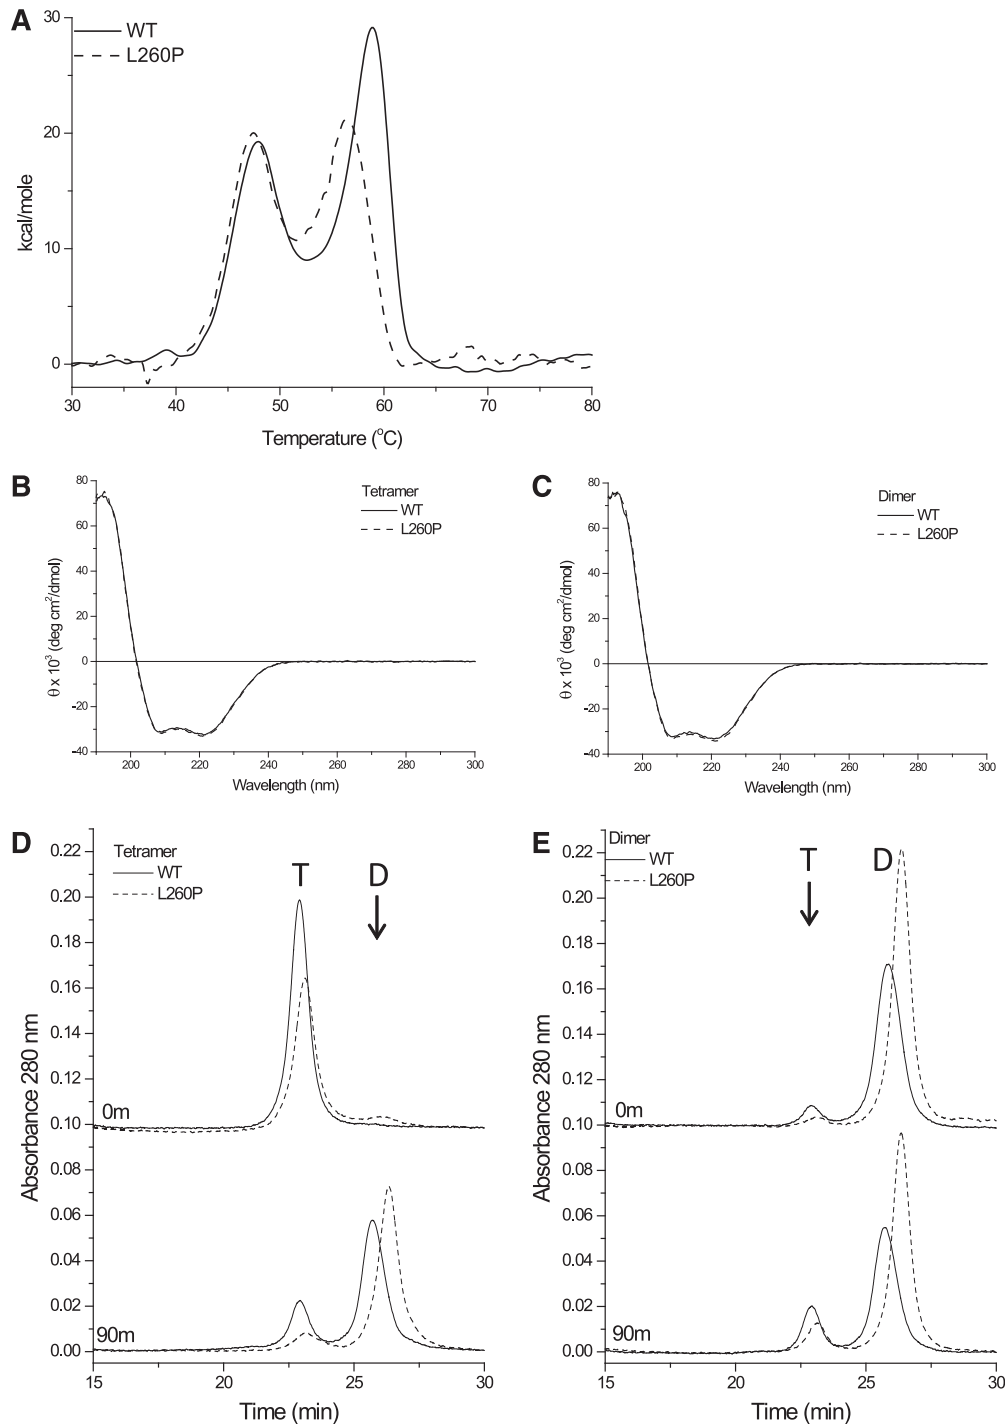 A
WT
L260P
30
20
10
0
kcal/mole
30 40 50 60 70 80
Temperature (°C)
B
Tetramer
WT
L260P
80
60
40
20
0
-20
-40
θ x 10³ (deg cm²/dmol)
200 220 240 260 280 300
Wavelength (nm)
C
Dimer
WT
L260P
80
60
40
20
0
-20
-40
θ x 10³ (deg cm²/dmol)
200 220 240 260 280 300
Wavelength (nm)
D
Tetramer
WT
L260P
T D
0.22
0.20
0.18
0.16
0.14
0.12
0.10
0.08
0.06
0.04
0.02
0.00
0m
90m
Absorbance 280 nm
15 20 25 30
Time (min)
E
Dimer
WT
L260P
T D
0.22
0.20
0.18
0.16
0.14
0.12
0.10
0.08
0.06
0.04
0.02
0.00
0m
90m
Absorbance 280 nm
15 20 25 30
Time (min)